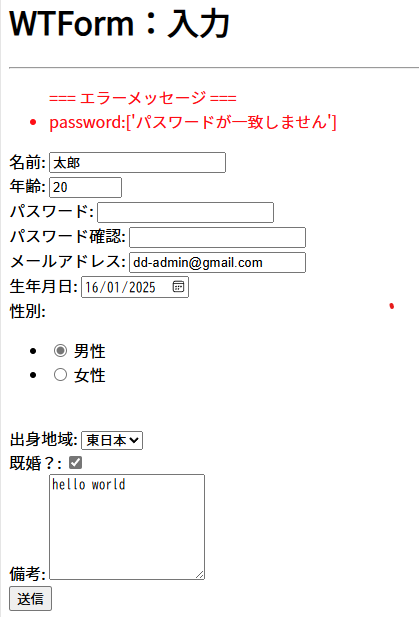 WTForm：入力
=== エラーメッセージ ===
password:['パスワードが一致しません']
名前: 太郎
年齢: 20
パスワード:
パスワード確認:
メールアドレス: dd-admin@gmail.com
生年月日: 16/01/2025
性別:
男性
女性
出身地域: 東日本
既婚？:
hello world
備考:
送信